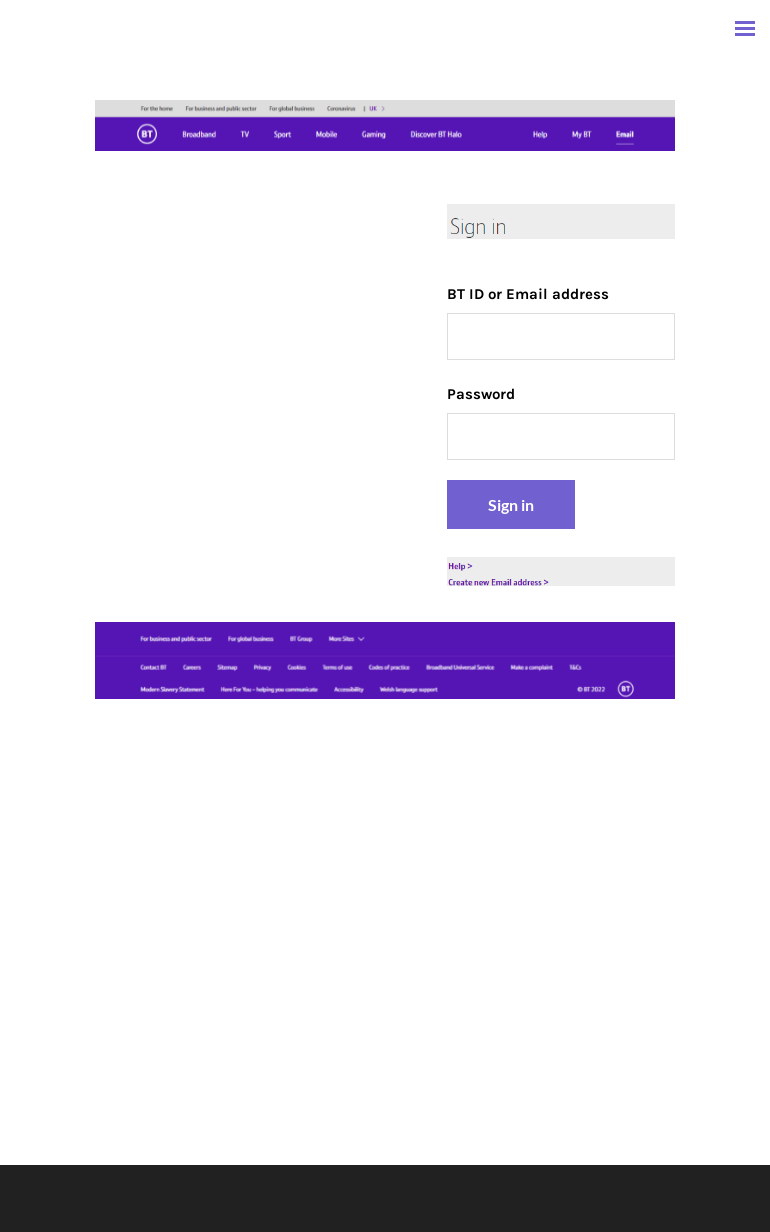 For the home For business and public sector For global business Coronavirus | UK >
BT Broadband TV Sport Mobile Gaming Discover BT Halo Help My BT Email
Sign in
BT ID or Email address
Password
Sign in
Help >
Create new Email address >
For business and public sector For global business BT Group More Sites
Contact BT Careers Sitemap Privacy Cookies Terms of use Codes of practice Broadband Universal Service Make a complaint T&Cs
Modern Slavery Statement Here For You – helping you communicate Accessibility Welsh language support © BT 2022 BT